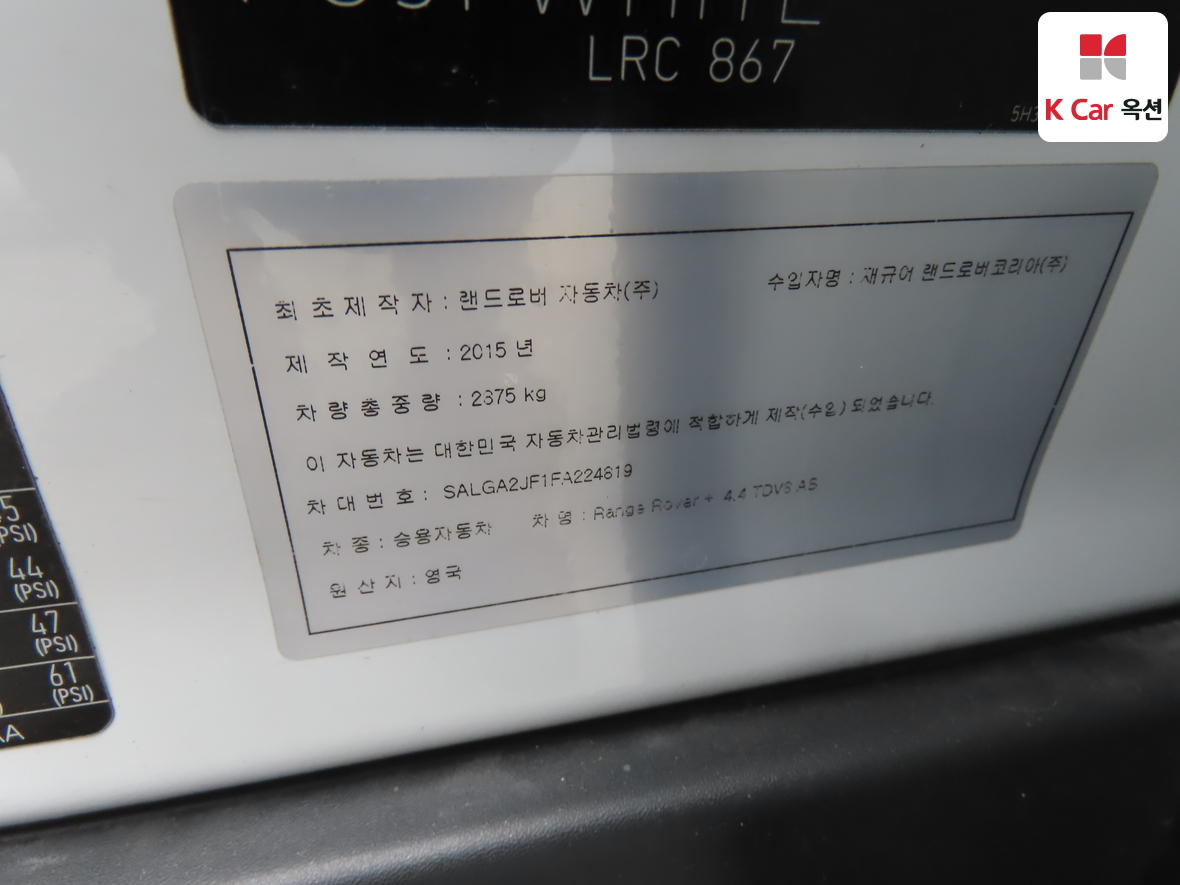 LRC 867
K Car 옥션
최초제작자 : 랜드로버 자동차(주) 수입자명 : 재규어 랜드로버코리아(주)
제작연도 : 2015 년
차량총중량 : 2875 kg
이 자동차는 대한민국 자동차관리법령에 적합하게 제작(수입) 되었습니다.
차대번호 : SALGA2JF1FA224819
차종 : 승용자동차 차명 : Range Rover + 4.4 TDV8 AB
원산지 : 영국
(PSI)
44
(PSI)
47
(PSI)
61
(PSI)